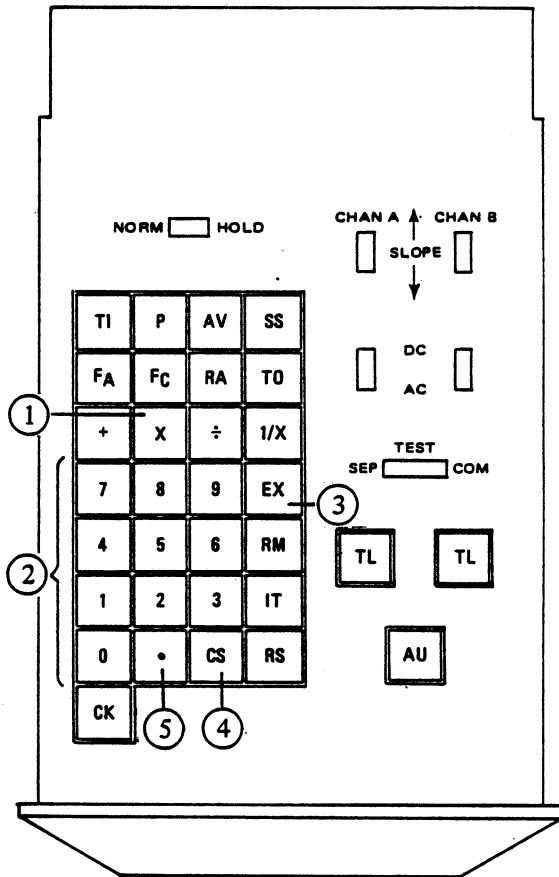 CHAN A CHAN B
NORM HOLD
SLOPE
TI P AV SS
DC
FA FC RA TO
AC
1
+ X ÷ 1/X
TEST
SEP COM
7 8 9 EX
3
4 5 6 RM
TL TL
2
1 2 3 IT
0 • CS RS
AU
CK
5 4